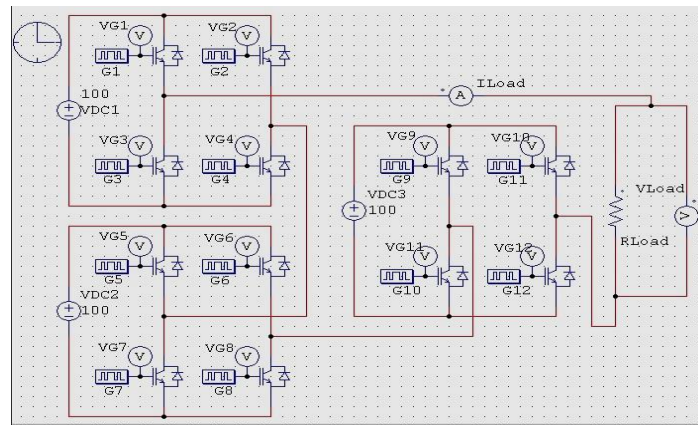 VG1 VG2
G1 G2
100
VDC1
VG3 VG4
G3 G4
ILoad
A
VG9 VG10
G9 G11
VDC3
100
VLoad
RLoad
VG11 VG12
G10 G12
VG5 VG6
G5 G6
VDC2
100
VG7 VG8
G7 G8
V
V
V
V
V
V
V
V
V
V
V
V
V